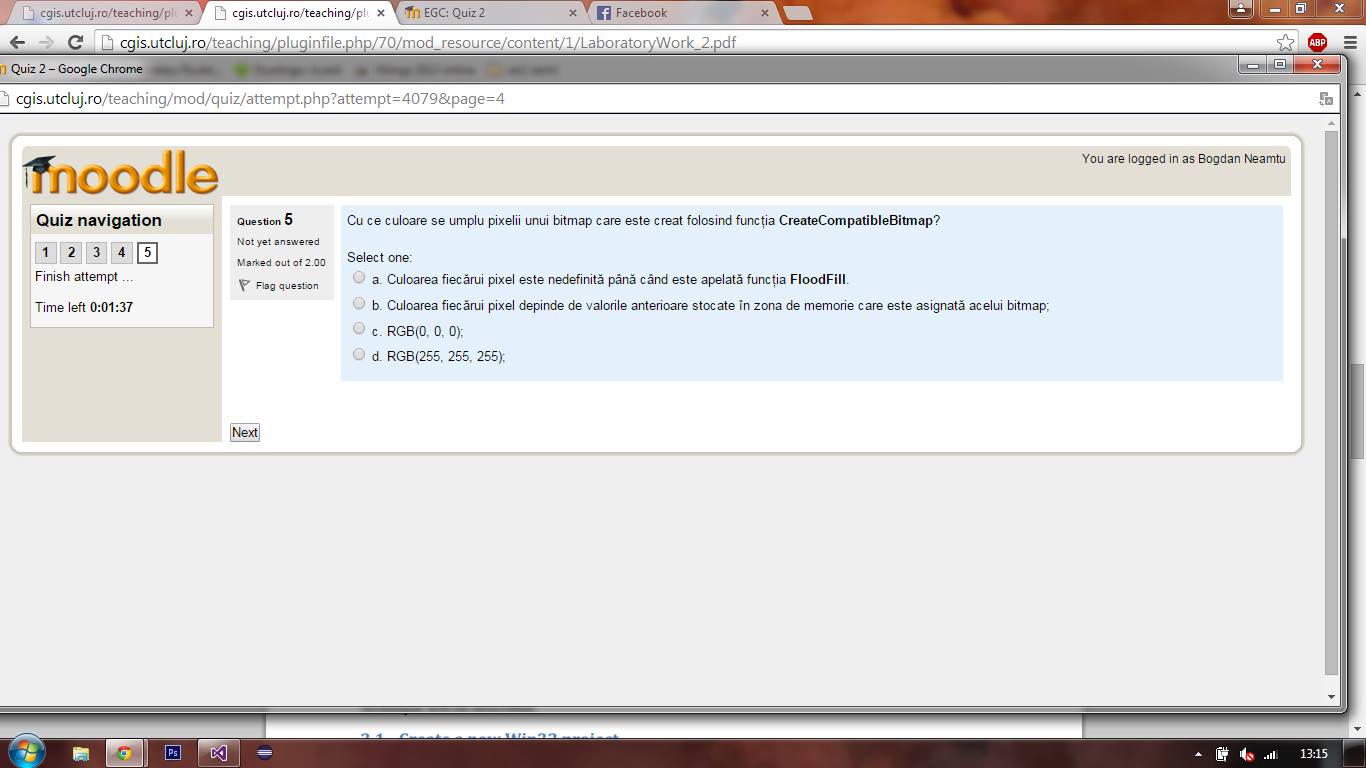 cgis.utcluj.ro/teaching/pl
cgis.utcluj.ro/teaching/pl
EGC: Quiz 2
Facebook
cgis.utcluj.ro/teaching/pluginfile.php/70/mod_resource/content/1/LaboratoryWork_2.pdf
ABP
Quiz 2 – Google Chrome
cgis.utcluj.ro/teaching/mod/quiz/attempt.php?attempt=4079&page=4
moodle
You are logged in as Bogdan Neamtu
Quiz navigation
1 2 3 4 5
Finish attempt ...
Time left 0:01:37
Question 5
Not yet answered
Marked out of 2.00
Flag question
Cu ce culoare se umplu pixelii unui bitmap care este creat folosind funcția CreateCompatibleBitmap?
Select one:
a. Culoarea fiecărui pixel este nedefinită până când este apelată funcția FloodFill.
b. Culoarea fiecărui pixel depinde de valorile anterioare stocate în zona de memorie care este asignată acelui bitmap;
c. RGB(0, 0, 0);
d. RGB(255, 255, 255);
Next
2.1 Create a new Win32 project
Ps
13:15